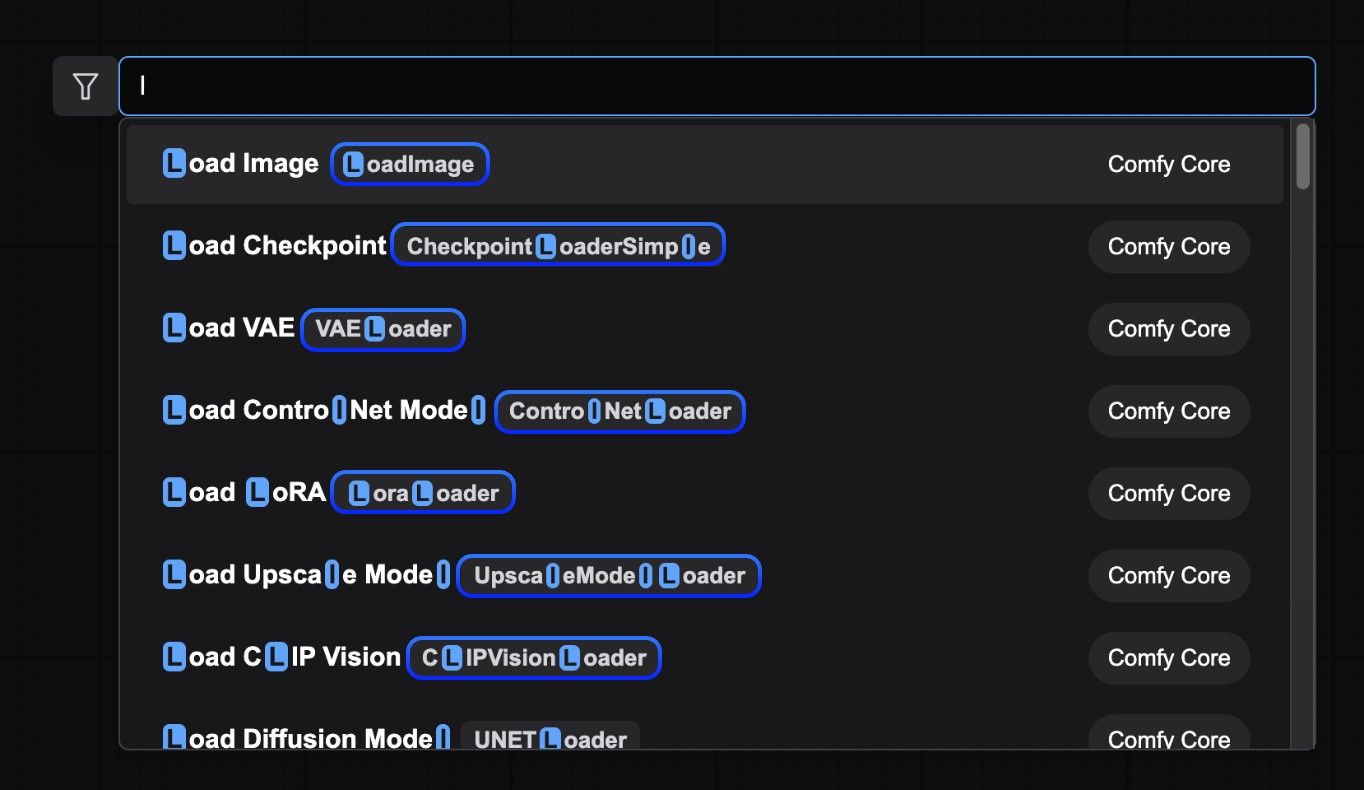 l
Load Image LoadImage Comfy Core
Load Checkpoint CheckpointLoaderSimple Comfy Core
Load VAE VAELoader Comfy Core
Load ControlNet Model ControlNetLoader Comfy Core
Load LoRA LoraLoader Comfy Core
Load Upscale Model UpscaleModelLoader Comfy Core
Load CLIP Vision CLIPVisionLoader Comfy Core
Load Diffusion Model UNETLoader Comfy Core